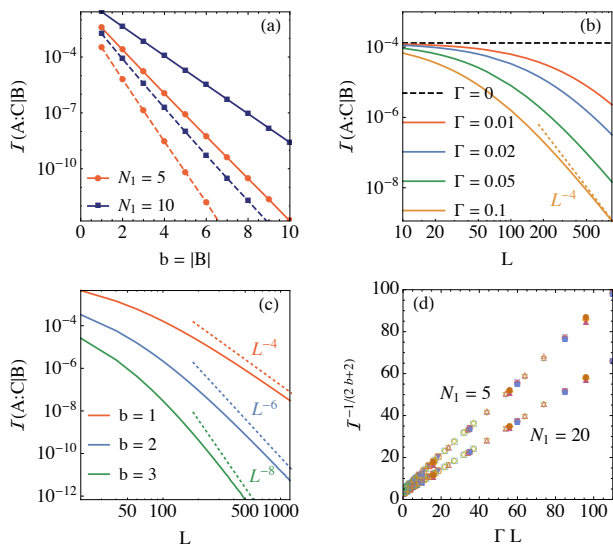 (a)
10⁻⁴
10⁻⁷
10⁻¹⁰
I(A:C|B)
N₁ = 5
N₁ = 10
0 2 4 6 8 10
b = |B|
(b)
10⁻⁴
10⁻⁶
10⁻⁸
I(A:C|B)
Γ = 0
Γ = 0.01
Γ = 0.02
Γ = 0.05
Γ = 0.1
L⁻⁴
10 20 50 100 200 500
L
(c)
10⁻⁴
10⁻⁶
10⁻⁸
10⁻¹⁰
10⁻¹²
I(A:C|B)
L⁻⁴
L⁻⁶
L⁻⁸
b = 1
b = 2
b = 3
50 100 500 1000
L
(d)
100
80
60
40
20
0
I⁻¹/⁽² ᵇ⁺²⁾
N₁ = 5
N₁ = 20
0 20 40 60 80 100
Γ L